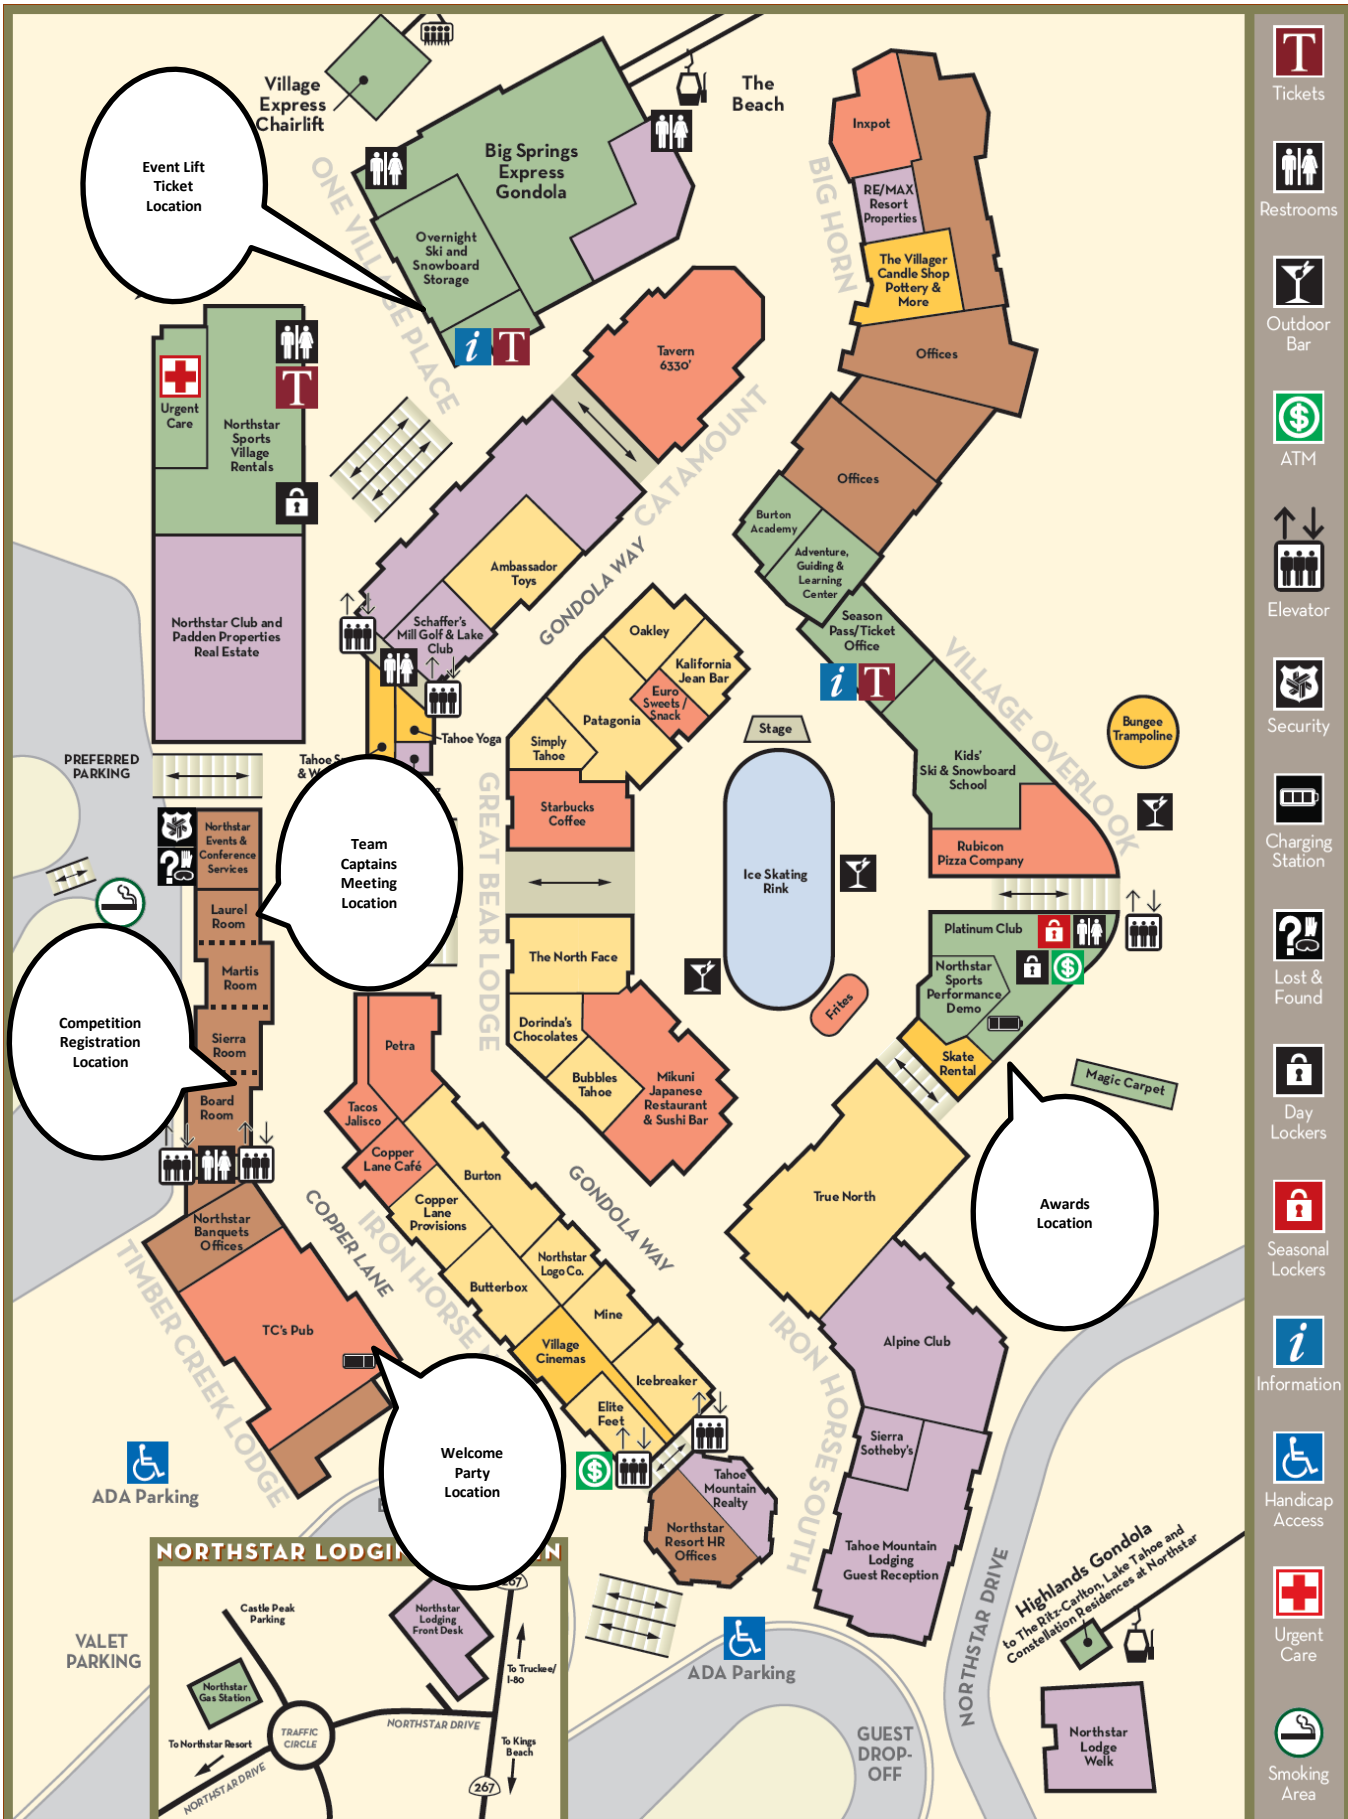 Village
Express
Chairlift
The
Beach
Event Lift
Ticket
Location
ONE VILLAGE PLACE
Big Springs
Express
Gondola
Overnight
Ski and
Snowboard
Storage
i T
Inxpot
BIG HORN
RE/MAX
Resort
Properties
The Villager
Candle Shop
Pottery &
More
Offices
Offices
Tavern
6330'
CATAMOUNT
Urgent
Care
T
Northstar
Sports
Village
Rentals
Northstar Club and
Padden Properties
Real Estate
Ambassador
Toys
Schaffer's
Mill Golf & Lake
Club
GONDOLA WAY
Burton
Academy
Adventure,
Guiding &
Learning
Center
Season
Pass/Ticket
Office
i T
VILLAGE OVERLOOK
Bungee
Trampoline
Kids'
Ski & Snowboard
School
Rubicon
Pizza Company
Oakley
Kalifornia
Jean Bar
Euro
Sweets /
Snack
Patagonia
Simply
Tahoe
Starbucks
Coffee
Stage
Ice Skating
Rink
Tahoe Yoga
Tahoe
PREFERRED
PARKING
GREAT BEAR LODGE
Team
Captains
Meeting
Location
Northstar
Events &
Conference
Services
Laurel
Room
Martis
Room
Sierra
Room
Board
Room
Competition
Registration
Location
The North Face
Dorinda's
Chocolates
Bubbles
Tahoe
Mikuni
Japanese
Restaurant
& Sushi Bar
Frites
Platinum Club
Northstar
Sports
Performance
Demo
Skate
Rental
Magic Carpet
Awards
Location
True North
Alpine Club
Sierra
Sotheby's
Tahoe Mountain
Lodging
Guest Reception
IRON HORSE SOUTH
Petra
Tacos
Jalisco
Copper
Lane Café
Copper
Lane
Provisions
Burton
Butterbox
Northstar
Logo Co.
Mine
Village
Cinemas
Icebreaker
Elite
Feet
GONDOLA WAY
COPPER LANE
IRON HORSE
Tahoe
Mountain
Realty
Northstar
Resort HR
Offices
Northstar
Banquets
Offices
TC's Pub
TIMBER CREEK LODGE
Welcome
Party
Location
ADA Parking
ADA Parking
VALET
PARKING
GUEST
DROP-
OFF
NORTHSTAR DRIVE
Highlands Gondola
to The Ritz-Carlton, Lake Tahoe and
Constellation Residences at Northstar
Northstar
Lodge
Welk
Castle Peak
Parking
Northstar
Gas Station
To Northstar Resort
NORTHSTAR DRIVE
TRAFFIC
CIRCLE
NORTHSTAR DRIVE
Northstar
Lodging
Front Desk
To Truckee/
I-80
To Kings
Beach
267
T
Tickets
Restrooms
Outdoor
Bar
ATM
Elevator
Security
Charging
Station
Lost &
Found
Day
Lockers
Seasonal
Lockers
i
Information
Handicap
Access
Urgent
Care
Smoking
Area